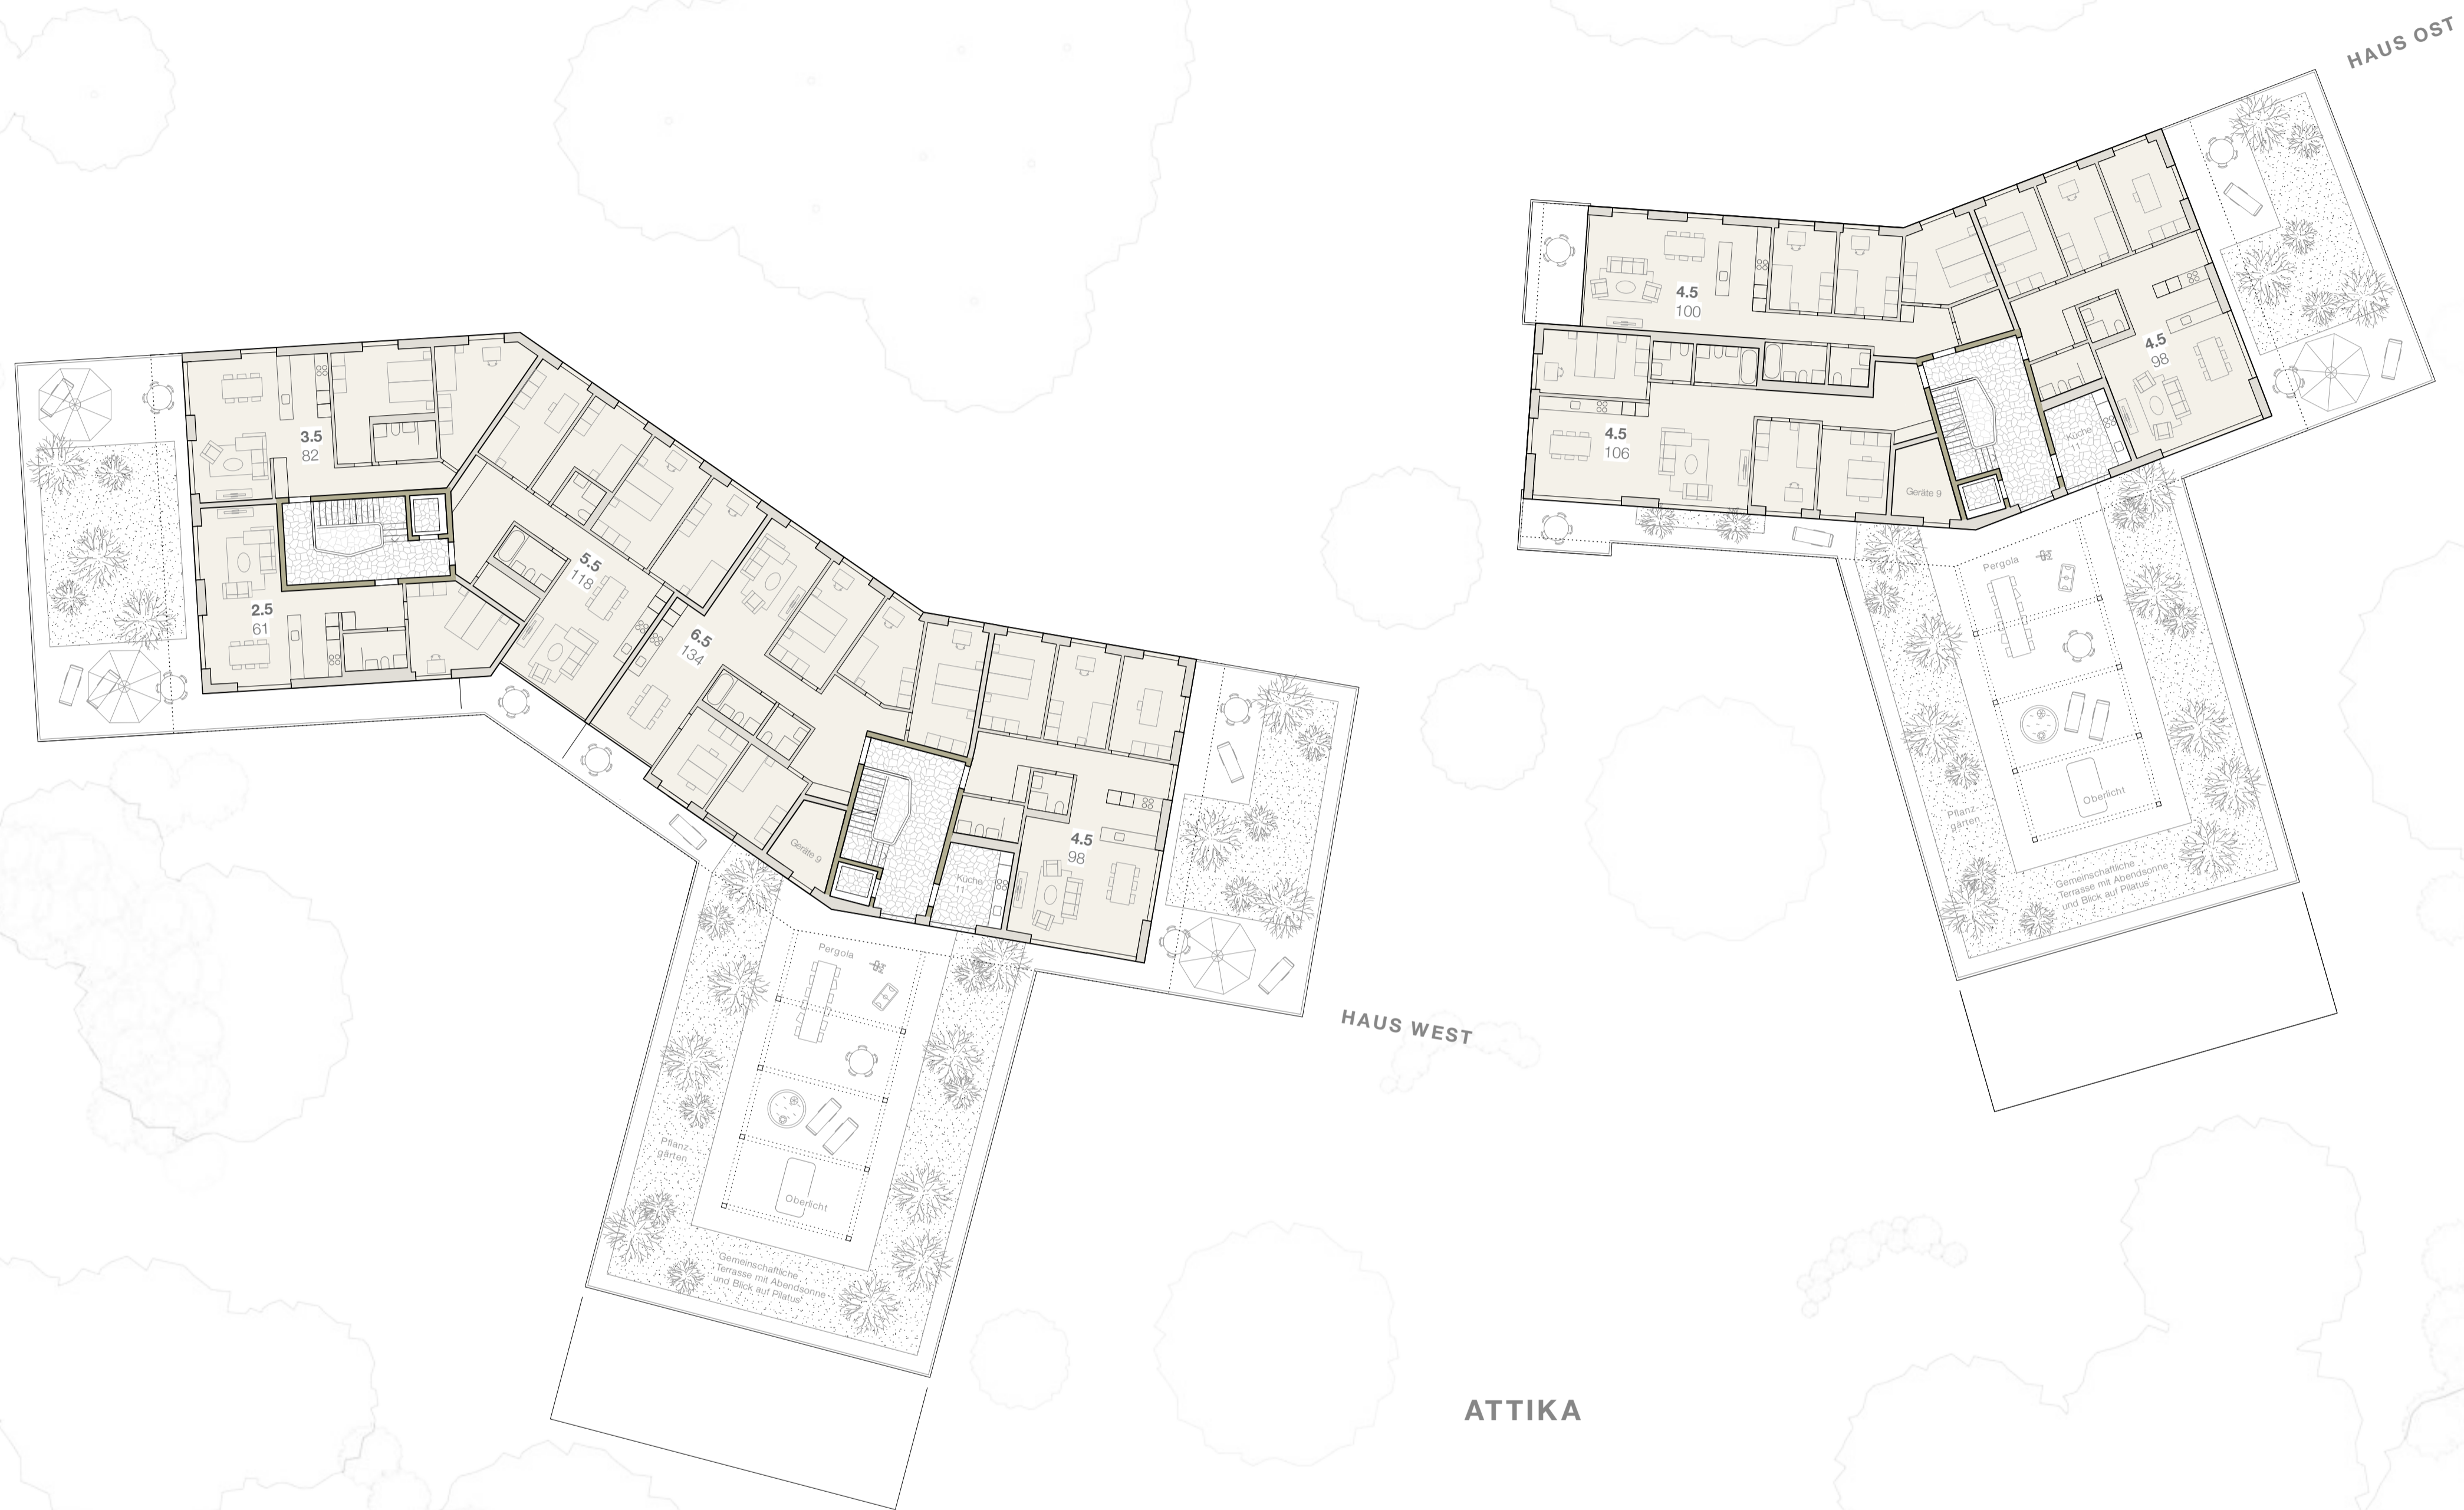 HAUS OST
4.5
100
4.5
98
4.5
106
Küche
11
Geräte 9
Pergola
Oberlicht
Pflanz-
gärten
Gemeinschaftliche
Terrasse mit Abendsonne
und Blick auf Pilatus
3.5
82
5.5
118
2.5
61
6.5
134
4.5
98
Geräte 9
Küche
11
Pergola
Pflanz-
gärten
Oberlicht
Gemeinschaftliche
Terrasse mit Abendsonne
und Blick auf Pilatus
HAUS WEST
ATTIKA